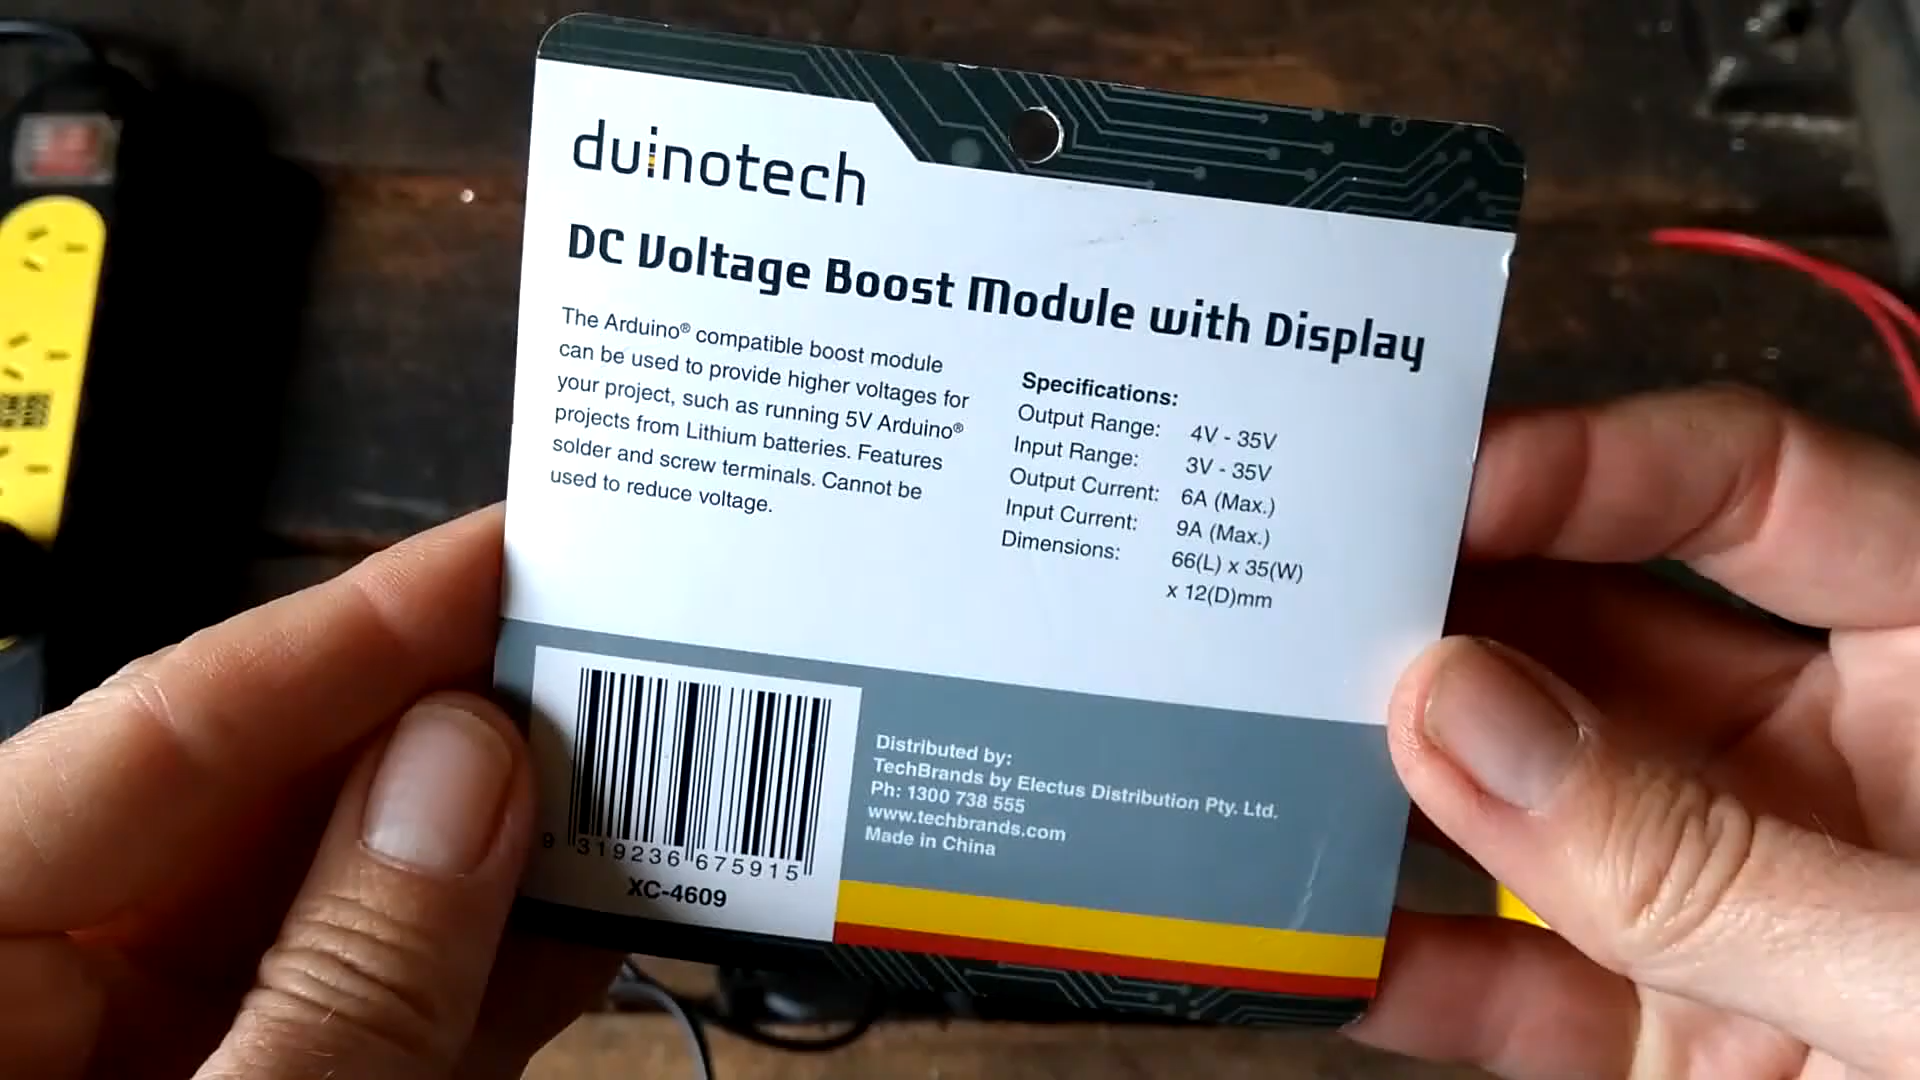 duinotech
DC Voltage Boost Module with Display
The Arduino® compatible boost module
can be used to provide higher voltages for
your project, such as running 5V Arduino®
projects from Lithium batteries. Features
solder and screw terminals. Cannot be
used to reduce voltage.
Specifications:
Output Range: 4V - 35V
Input Range: 3V - 35V
Output Current: 6A (Max.)
Input Current: 9A (Max.)
Dimensions: 66(L) x 35(W)
x 12(D)mm
9 319236 675915
XC-4609
Distributed by:
TechBrands by Electus Distribution Pty. Ltd.
Ph: 1300 738 555
www.techbrands.com
Made in China